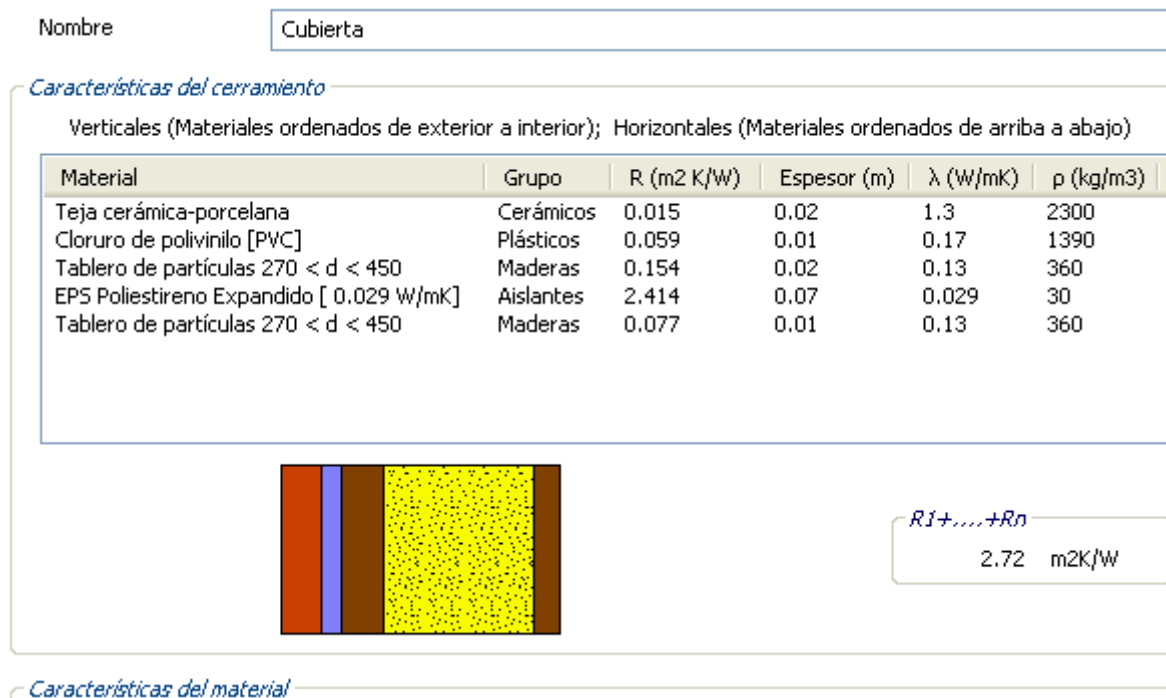 Nombre Cubierta
Características del cerramiento
Verticales (Materiales ordenados de exterior a interior); Horizontales (Materiales ordenados de arriba a abajo)
Material Grupo R (m2 K/W) Espesor (m) λ (W/mK) ρ (kg/m3)
Teja cerámica-porcelana Cerámicos 0.015 0.02 1.3 2300
Cloruro de polivinilo [PVC] Plásticos 0.059 0.01 0.17 1390
Tablero de partículas 270 < d < 450 Maderas 0.154 0.02 0.13 360
EPS Poliestireno Expandido [ 0.029 W/mK] Aislantes 2.414 0.07 0.029 30
Tablero de partículas 270 < d < 450 Maderas 0.077 0.01 0.13 360
R1+....+Rn
2.72 m2K/W
Características del material